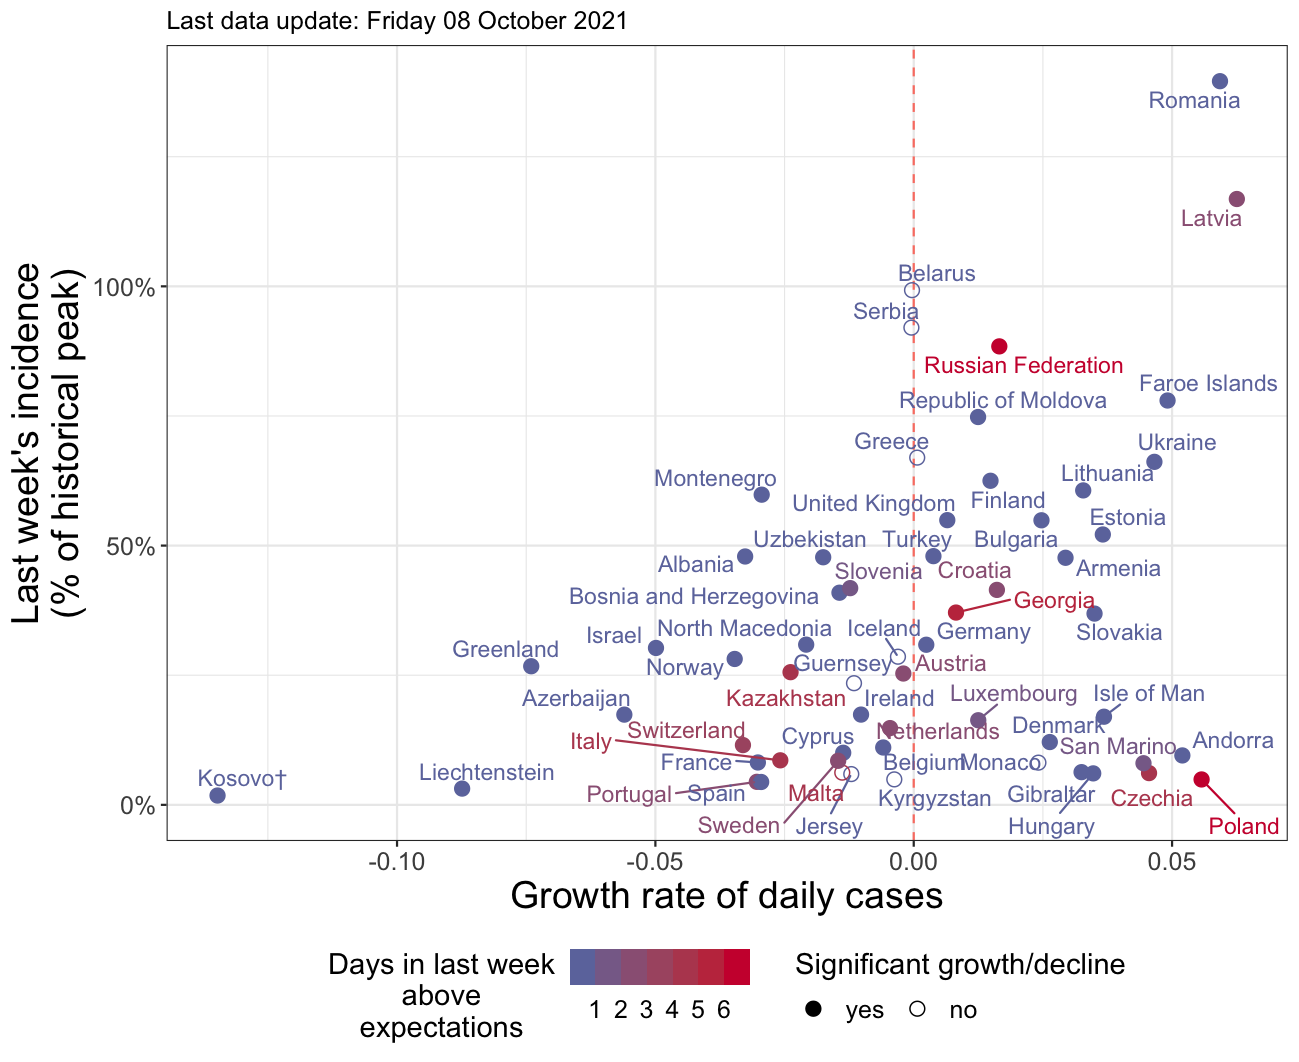 Last data update: Friday 08 October 2021
Last week's incidence
(% of historical peak)
100%
50%
0%
Romania
Latvia
Belarus
Serbia
Russian Federation
Faroe Islands
Republic of Moldova
Greece
Ukraine
Montenegro
Lithuania
United Kingdom
Finland
Estonia
Uzbekistan
Turkey
Bulgaria
Albania
Slovenia
Croatia
Armenia
Bosnia and Herzegovina
Georgia
Israel
North Macedonia
Iceland
Germany
Slovakia
Greenland
Norway
Guernsey
Austria
Azerbaijan
Kazakhstan
Ireland
Luxembourg
Isle of Man
Italy
Switzerland
Cyprus
Netherlands
Denmark
San Marino
Andorra
Kosovo†
Liechtenstein
France
Belgium
Monaco
Portugal
Spain
Malta
Kyrgyzstan
Gibraltar
Czechia
Sweden
Jersey
Hungary
Poland
-0.10
-0.05
0.00
0.05
Growth rate of daily cases
Days in last week
above
expectations
1 2 3 4 5 6
Significant growth/decline
yes
no